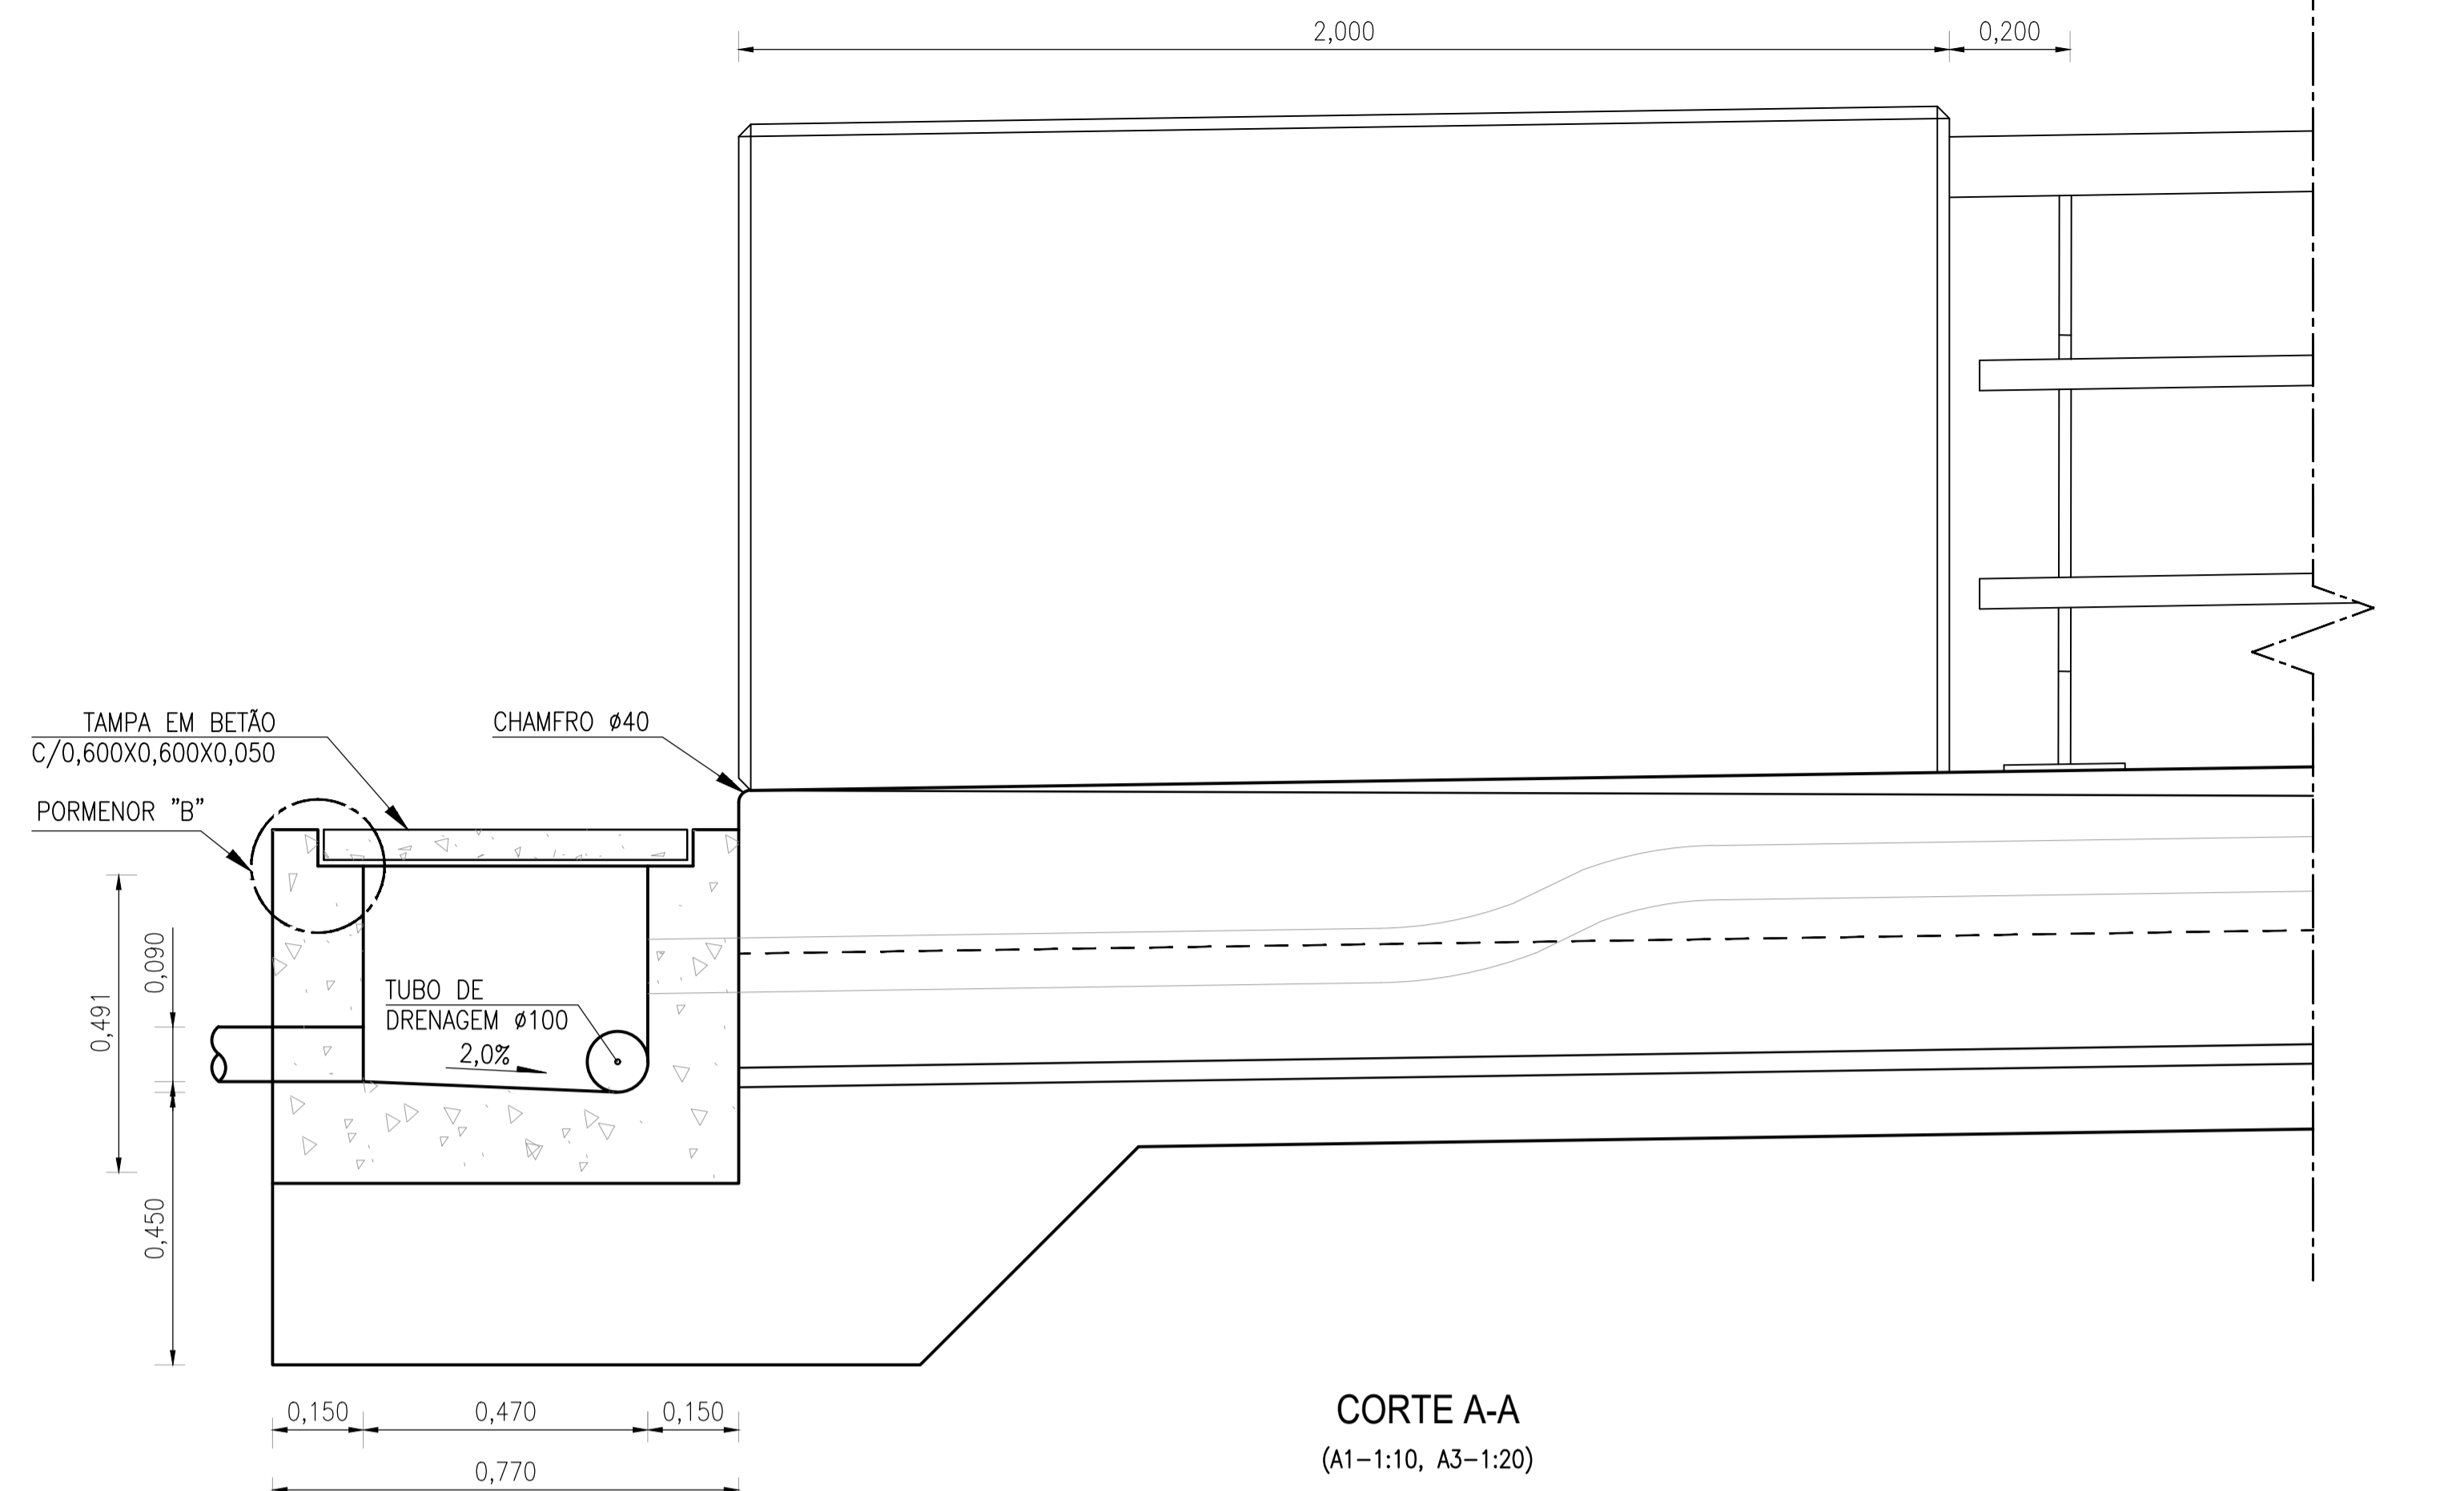 2,000
0,200
TAMPA EM BETÃO
C/0,600X0,600X0,050
CHAMFRO ø40
PORMENOR "B"
0,090
0,491
TUBO DE
DRENAGEM ø100
2,0%
0,450
0,150
0,470
0,150
0,770
CORTE A-A
(A1-1:10, A3-1:20)